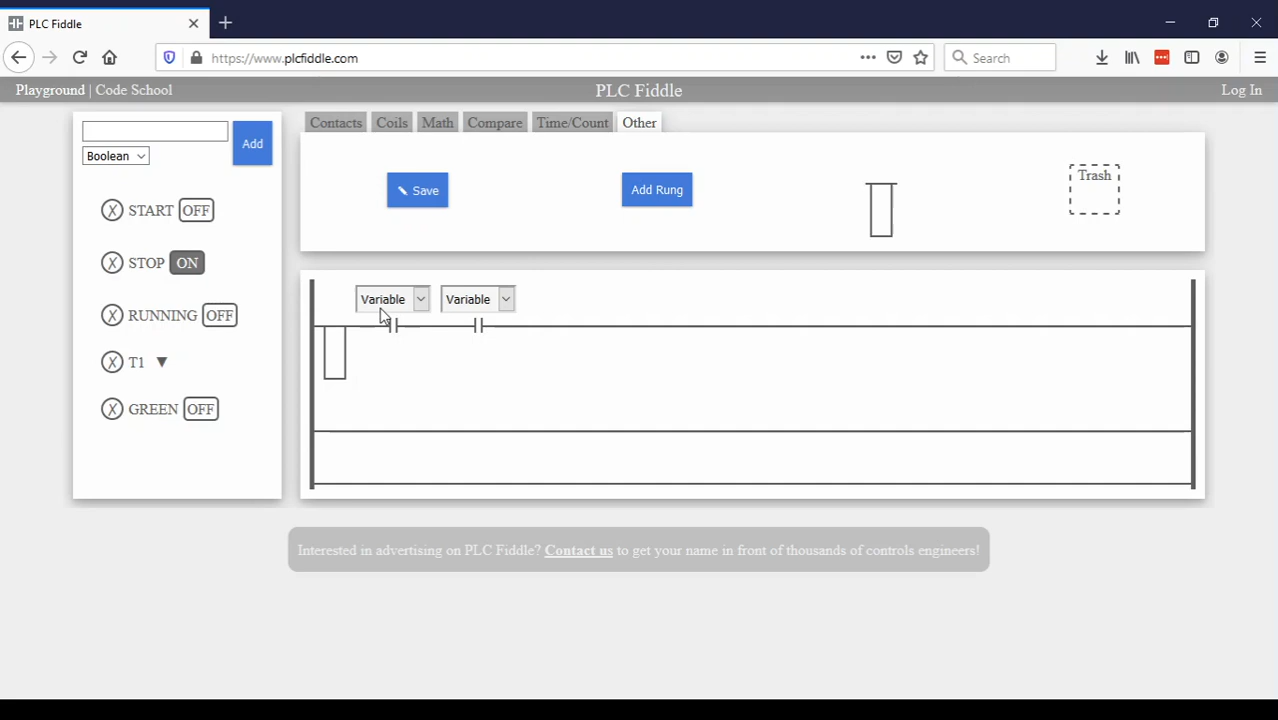 PLC Fiddle
https://www.plcfiddle.com
Search
Playground | Code School
PLC Fiddle
Log In
Boolean
Add
START OFF
STOP ON
RUNNING OFF
T1
GREEN OFF
Contacts
Coils
Math
Compare
Time/Count
Other
Save
Add Rung
Trash
Variable
Variable
Interested in advertising on PLC Fiddle? Contact us to get your name in front of thousands of controls engineers!